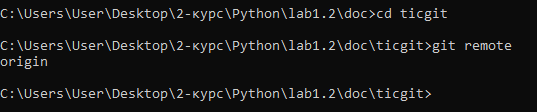 C:\Users\User\Desktop\2-курс\Python\lab1.2\doc>cd ticgit
C:\Users\User\Desktop\2-курс\Python\lab1.2\doc\ticgit>git remote
origin
C:\Users\User\Desktop\2-курс\Python\lab1.2\doc\ticgit>